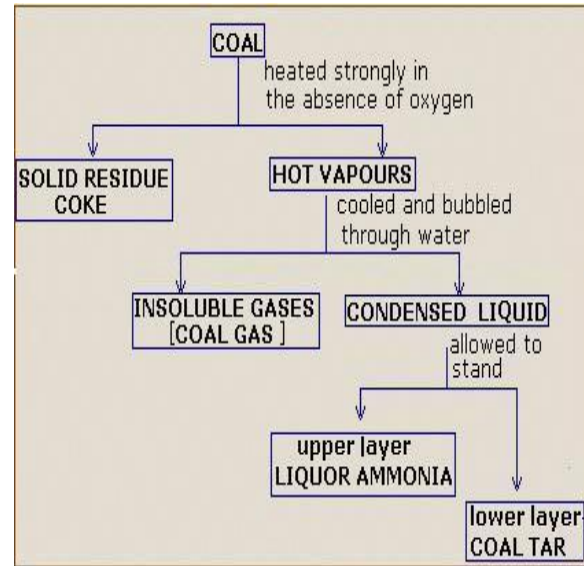 COAL
heated strongly in
the absence of oxygen
SOLID RESIDUE
COKE
HOT VAPOURS
cooled and bubbled
through water
INSOLUBLE GASES
[COAL GAS ]
CONDENSED LIQUID
allowed to
stand
upper layer
LIQUOR AMMONIA
lower layer-
COAL TAR